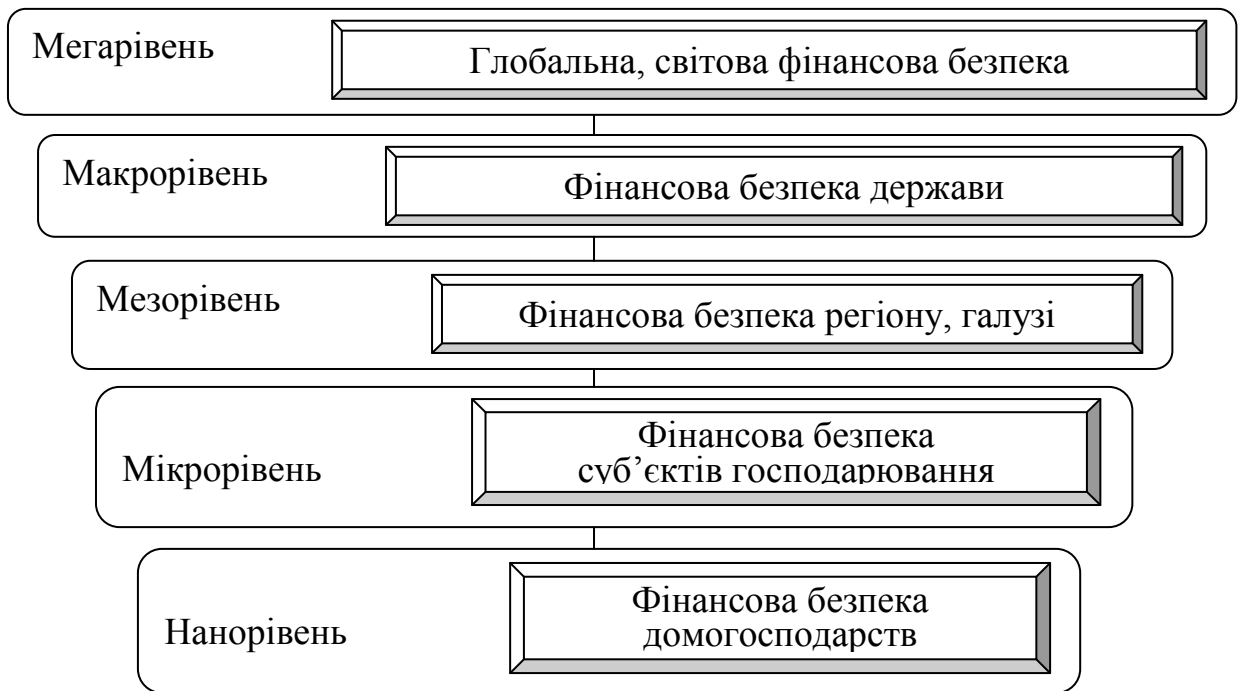 Мегарівень
Глобальна, світова фінансова безпека
Макрорівень
Фінансова безпека держави
Мезорівень
Фінансова безпека регіону, галузі
Мікрорівень
Фінансова безпека
суб’єктів господарювання
Нанорівень
Фінансова безпека
домогосподарств